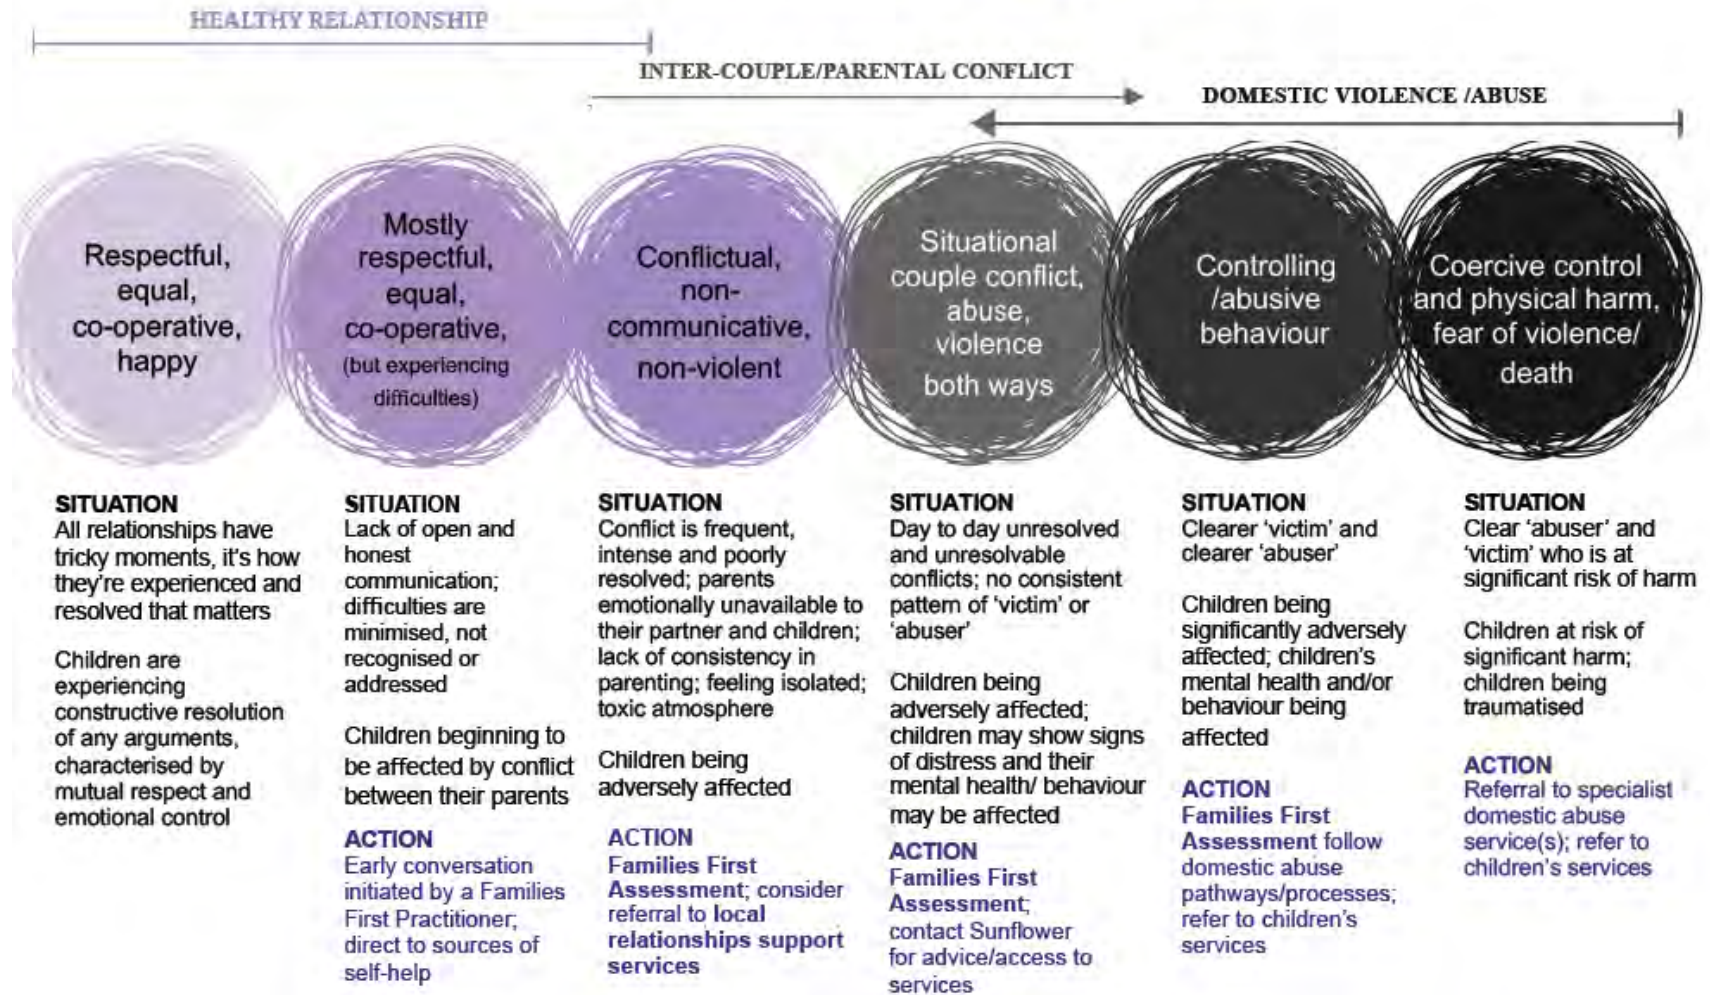 HEALTHY RELATIONSHIP
INTER-COUPLE/PARENTAL CONFLICT
DOMESTIC VIOLENCE /ABUSE
Respectful,
equal,
co-operative,
happy
Mostly
respectful,
equal,
co-operative,
(but experiencing
difficulties)
Conflictual,
non-
communicative,
non-violent
Situational
couple conflict,
abuse,
violence
both ways
Controlling
/abusive
behaviour
Coercive control
and physical harm,
fear of violence/
death
SITUATION
All relationships have
tricky moments, it's how
they're experienced and
resolved that matters
Children are
experiencing
constructive resolution
of any arguments,
characterised by
mutual respect and
emotional control
SITUATION
Lack of open and
honest
communication;
difficulties are
minimised, not
recognised or
addressed
Children beginning to
be affected by conflict
between their parents
ACTION
Early conversation
initiated by a Families
First Practitioner;
direct to sources of
self-help
SITUATION
Conflict is frequent,
intense and poorly
resolved; parents
emotionally unavailable to
their partner and children;
lack of consistency in
parenting; feeling isolated;
toxic atmosphere
Children being
adversely affected
ACTION
Families First
Assessment; consider
referral to local
relationships support
services
SITUATION
Day to day unresolved
and unresolvable
conflicts; no consistent
pattern of 'victim' or
'abuser'
Children being
adversely affected;
children may show signs
of distress and their
mental health/ behaviour
may be affected
ACTION
Families First
Assessment;
contact Sunflower
for advice/access to
services
SITUATION
Clearer 'victim' and
clearer 'abuser'
Children being
significantly adversely
affected; children's
mental health and/or
behaviour being
affected
ACTION
Families First
Assessment follow
domestic abuse
pathways/processes;
refer to children's
services
SITUATION
Clear 'abuser' and
'victim' who is at
significant risk of harm
Children at risk of
significant harm;
children being
traumatised
ACTION
Referral to specialist
domestic abuse
service(s); refer to
children's services